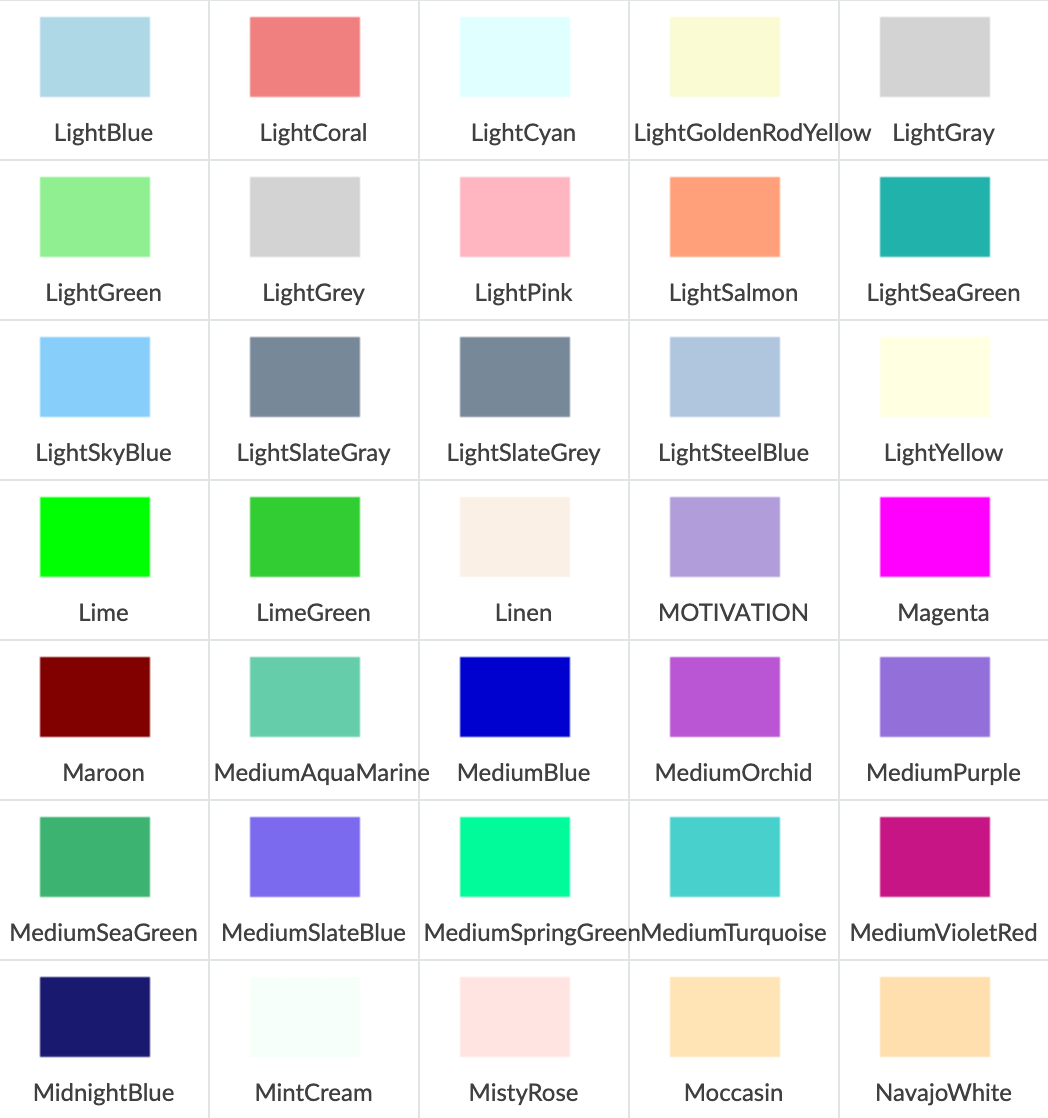 LightBlue LightCoral LightCyan LightGoldenRodYellow LightGray
LightGreen LightGrey LightPink LightSalmon LightSeaGreen
LightSkyBlue LightSlateGray LightSlateGrey LightSteelBlue LightYellow
Lime LimeGreen Linen MOTIVATION Magenta
Maroon MediumAquaMarine MediumBlue MediumOrchid MediumPurple
MediumSeaGreen MediumSlateBlue MediumSpringGreen MediumTurquoise MediumVioletRed
MidnightBlue MintCream MistyRose Moccasin NavajoWhite